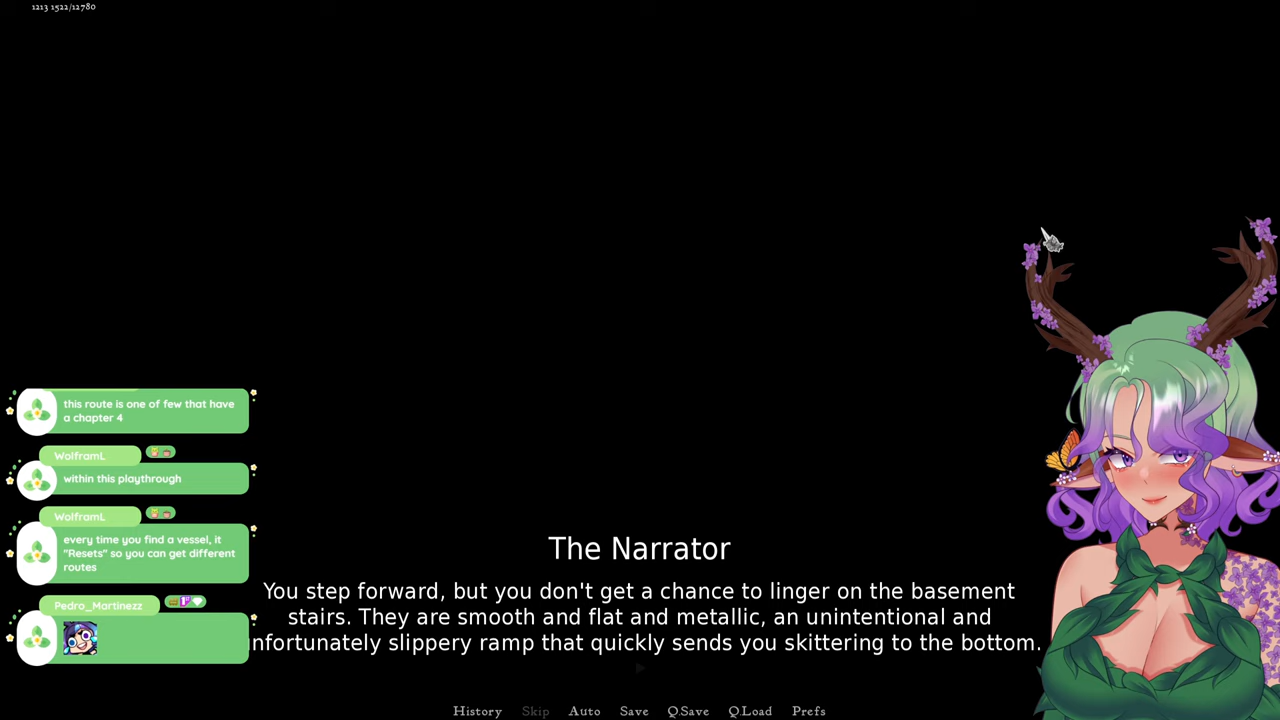 1213 1522/12780
this route is one of few that have
a chapter 4
WolframL
within this playthrough
WolframL
every time you find a vessel, it
"Resets" so you can get different
routes
Pedro_Martinezz
The Narrator
You step forward, but you don't get a chance to linger on the basement
stairs. They are smooth and flat and metallic, an unintentional and
nfortunately slippery ramp that quickly sends you skittering to the bottom.
History Skip Auto Save Q.Save Q.Load Prefs